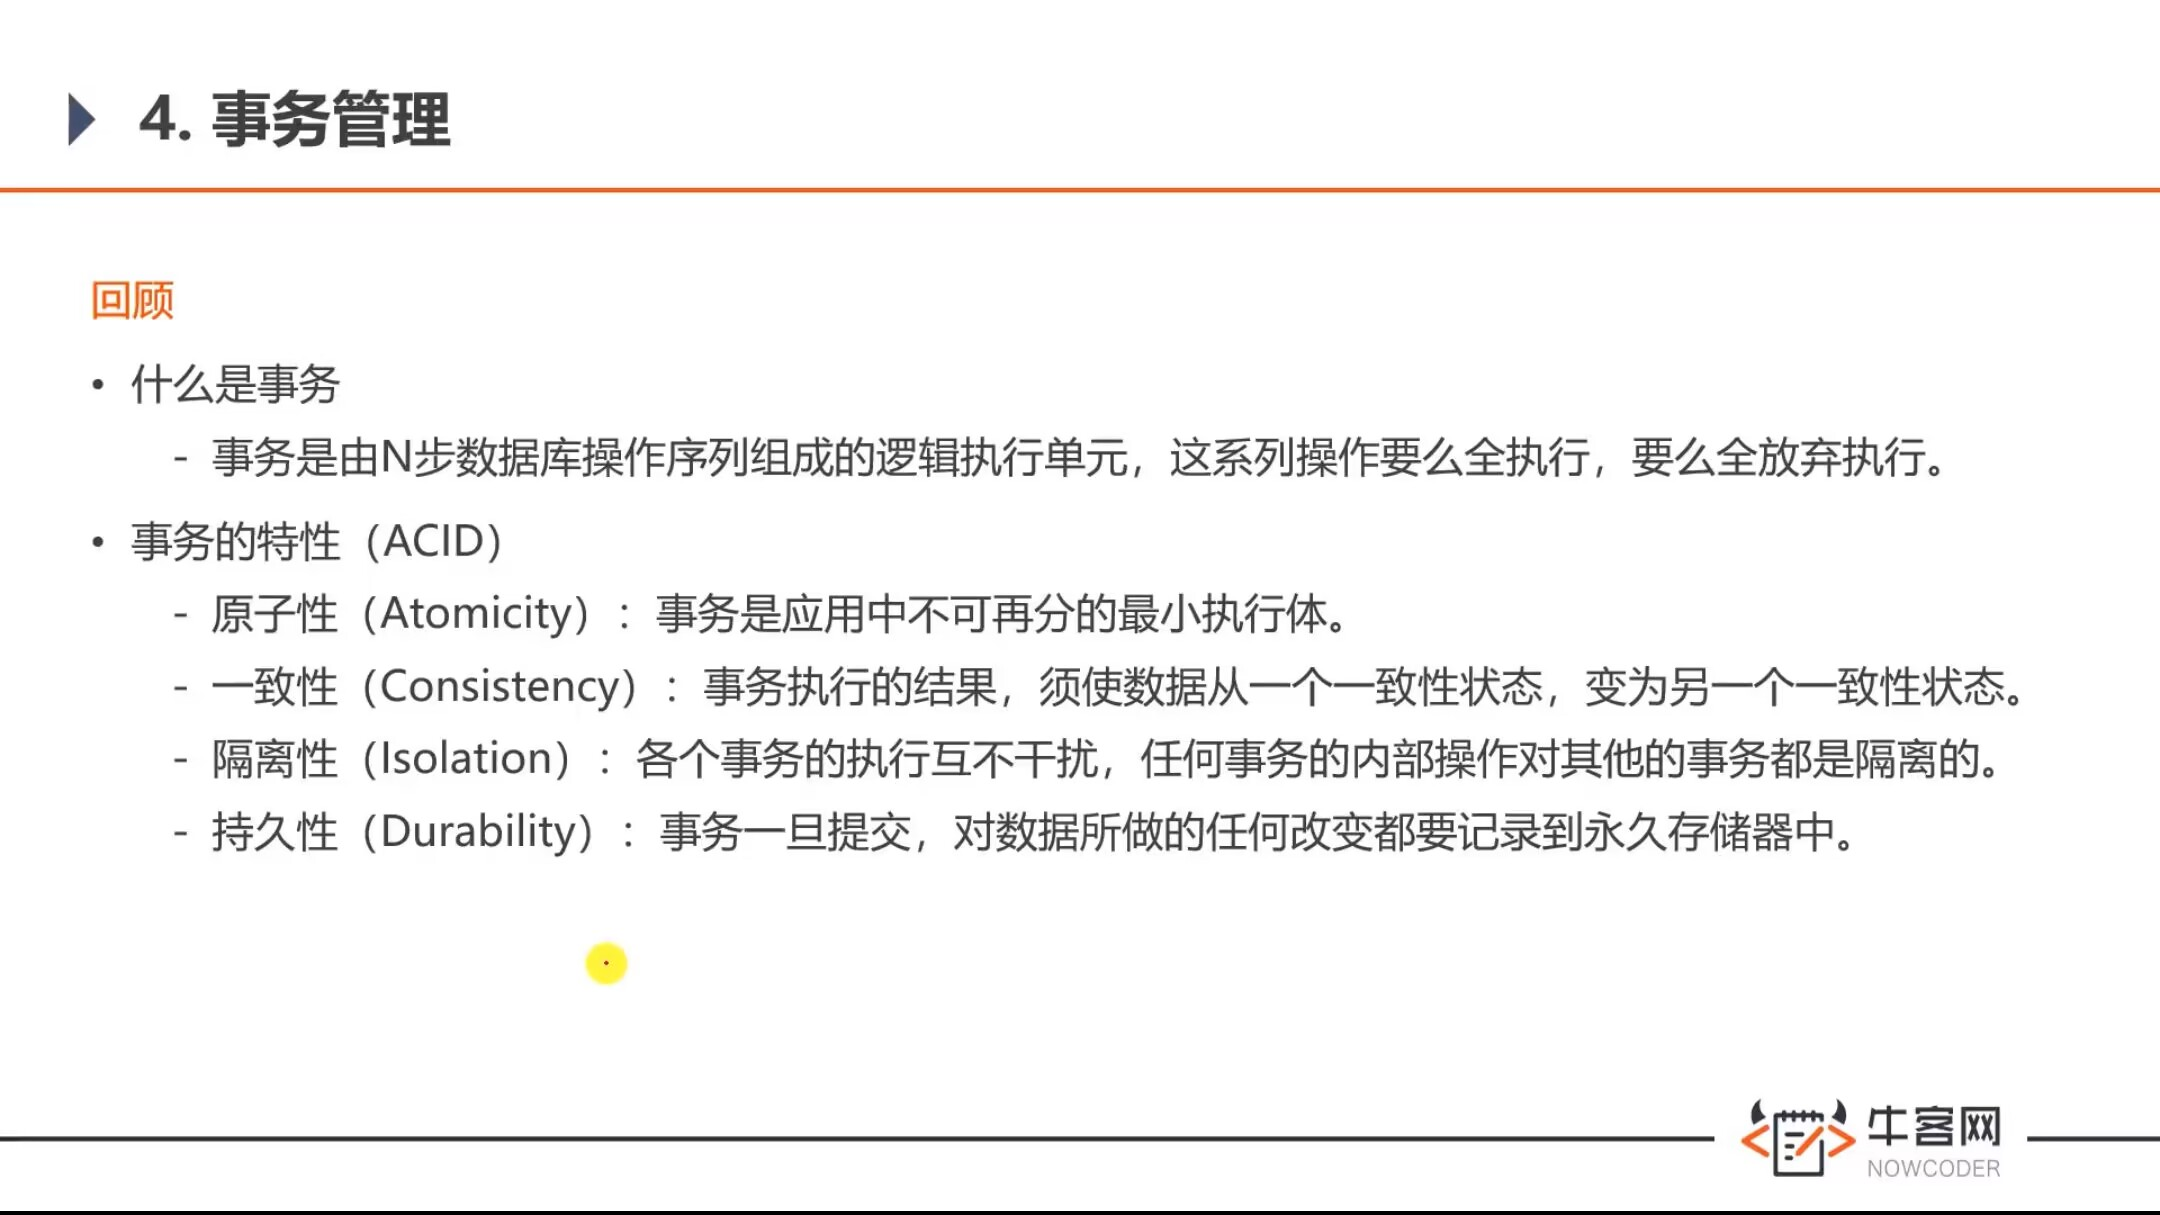 4. 事务管理
回顾
• 什么是事务
- 事务是由N步数据库操作序列组成的逻辑执行单元，这系列操作要么全执行，要么全放弃执行。
• 事务的特性（ACID）
- 原子性（Atomicity）：事务是应用中不可再分的最小执行体。
- 一致性（Consistency）：事务执行的结果，须使数据从一个一致性状态，变为另一个一致性状态。
- 隔离性（Isolation）：各个事务的执行互不干扰，任何事务的内部操作对其他的事务都是隔离的。
- 持久性（Durability）：事务一旦提交，对数据所做的任何改变都要记录到永久存储器中。
牛客网
NOWCODER